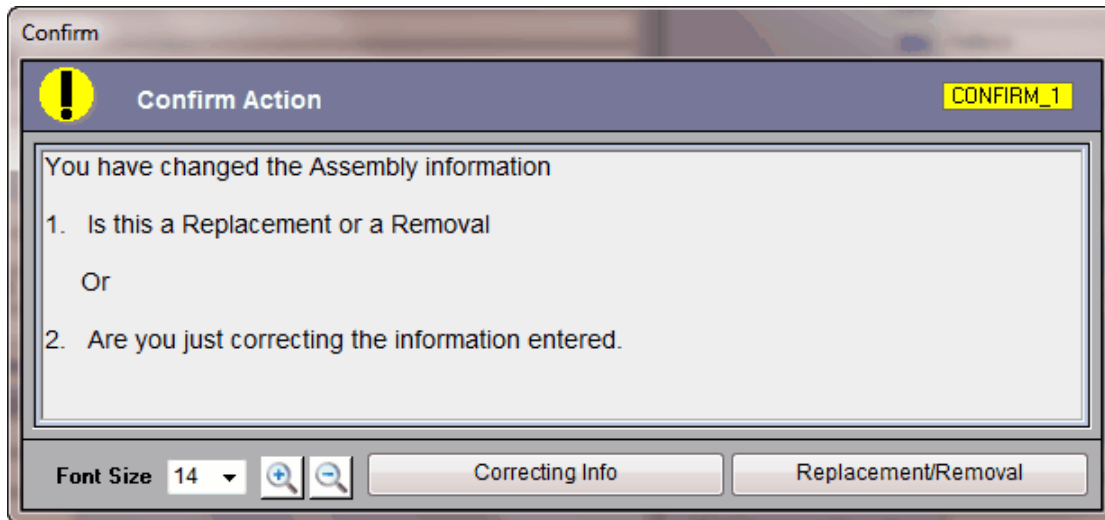 Confirm
Confirm Action
CONFIRM_1
You have changed the Assembly information
1. Is this a Replacement or a Removal
Or
2. Are you just correcting the information entered.
Font Size 14
Correcting Info
Replacement/Removal